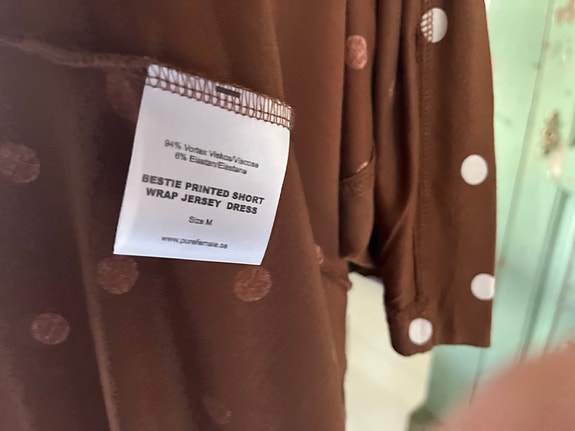 94% Vortex Viskos/Viscose
6% Elastan/Elastane
BESTIE PRINTED SHORT
WRAP JERSEY DRESS
Size M
www.purefemale.se